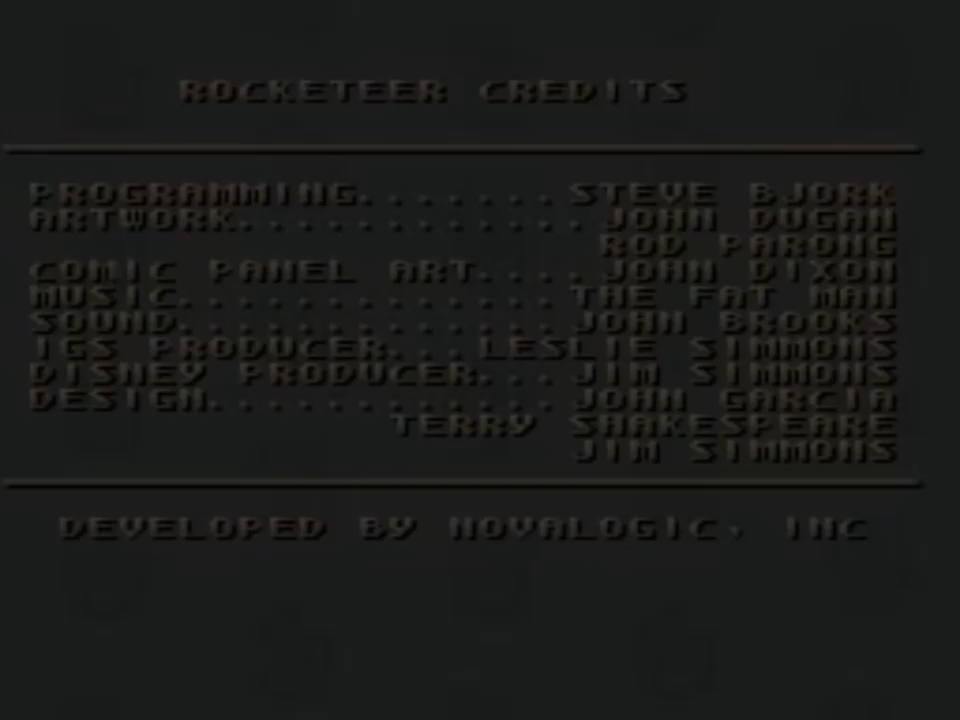 ROCKETEER CREDITS
PROGRAMMING.......STEVE BJORK
ARTWORK............JOHN DUGAN
ROD PARONG
COMIC PANEL ART....JOHN DIXON
MUSIC.............THE FAT MAN
SOUND.............JOHN BROOKS
IGS PRODUCER...LESLIE SIMMONS
DISNEY PRODUCER...JIM SIMMONS
DESIGN............JOHN GARCIA
TERRY SHAKESPEARE
JIM SIMMONS
DEVELOPED BY NOVALOGIC, INC